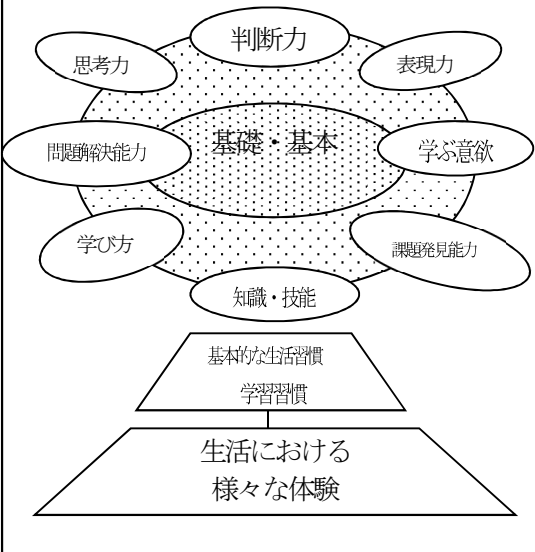 判断力
思考力
表現力
基礎・基本
問題解決能力
学ぶ意欲
学び方
課題発見能力
知識・技能
基本的な生活習慣
学習習慣
生活における
様々な体験